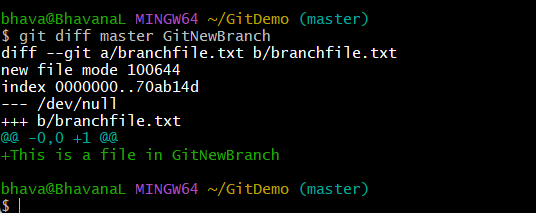 bhava@BhavanaL MINGW64 ~/GitDemo (master)
$ git diff master GitNewBranch
diff --git a/branchfile.txt b/branchfile.txt
new file mode 100644
index 0000000..70ab14d
--- /dev/null
+++ b/branchfile.txt
@@ -0,0 +1 @@
+This is a file in GitNewBranch
bhava@BhavanaL MINGW64 ~/GitDemo (master)
$